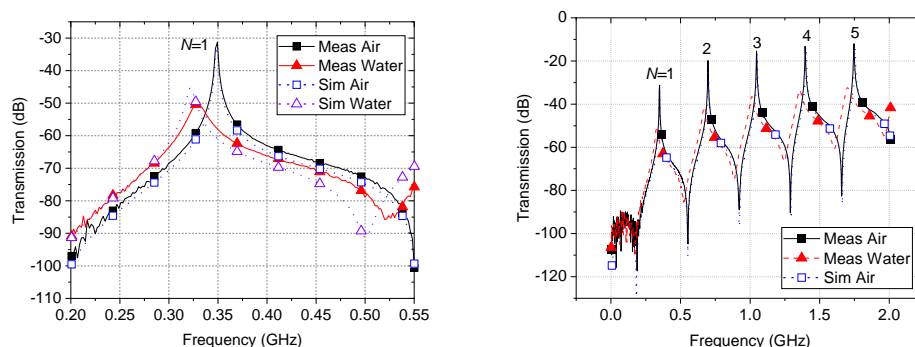 -30
-40
-50
-60
-70
-80
-90
-100
-110
Transmission (dB)
N=1
Meas Air
Meas Water
Sim Air
Sim Water
0.20 0.25 0.30 0.35 0.40 0.45 0.50 0.55
Frequency (GHz)
0
-20
-40
-60
-80
-100
-120
Transmission (dB)
N=1 2 3 4 5
Meas Air
Meas Water
Sim Air
0.0 0.5 1.0 1.5 2.0
Frequency (GHz)